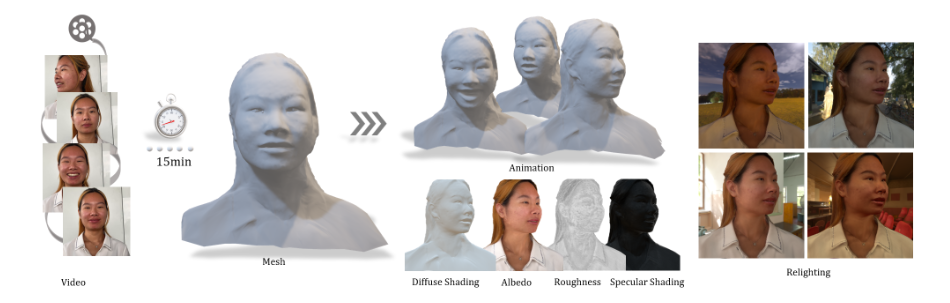 15min
Mesh
Video
Animation
Diffuse Shading
Albedo
Roughness
Specular Shading
Relighting